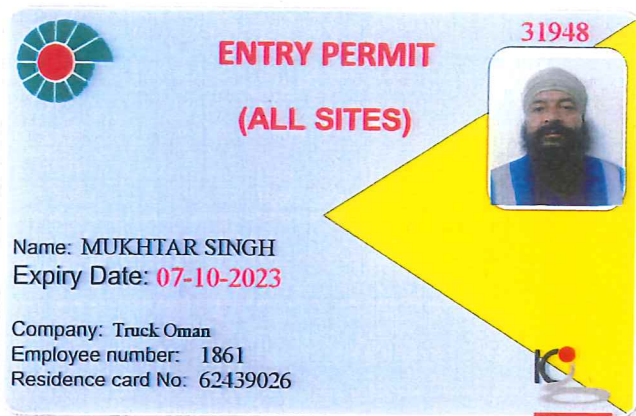 31948
ENTRY PERMIT
(ALL SITES)
Name: MUKHTAR SINGH
Expiry Date: 07-10-2023
Company: Truck Oman
Employee number: 1861
Residence card No: 62439026